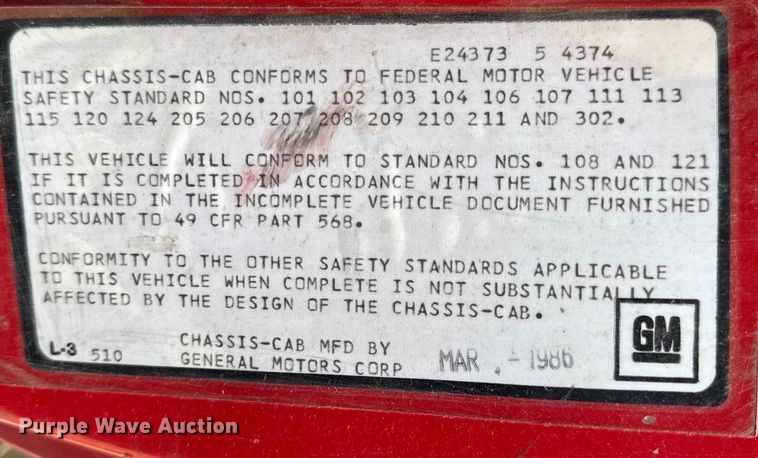 E24373 5 4374
THIS CHASSIS-CAB CONFORMS TO FEDERAL MOTOR VEHICLE
SAFETY STANDARD NOS. 101 102 103 104 106 107 111 113
115 120 124 205 206 207 208 209 210 211 AND 302.
THIS VEHICLE WILL CONFORM TO STANDARD NOS. 108 AND 121
IF IT IS COMPLETED IN ACCORDANCE WITH THE INSTRUCTIONS
CONTAINED IN THE INCOMPLETE VEHICLE DOCUMENT FURNISHED
PURSUANT TO 49 CFR PART 568.
CONFORMITY TO THE OTHER SAFETY STANDARDS APPLICABLE
TO THIS VEHICLE WHEN COMPLETE IS NOT SUBSTANTIALLY
AFFECTED BY THE DESIGN OF THE CHASSIS-CAB.
L-3 510
CHASSIS-CAB MFD BY
GENERAL MOTORS CORP
MAR. - 1986
GM
Purple Wave Auction